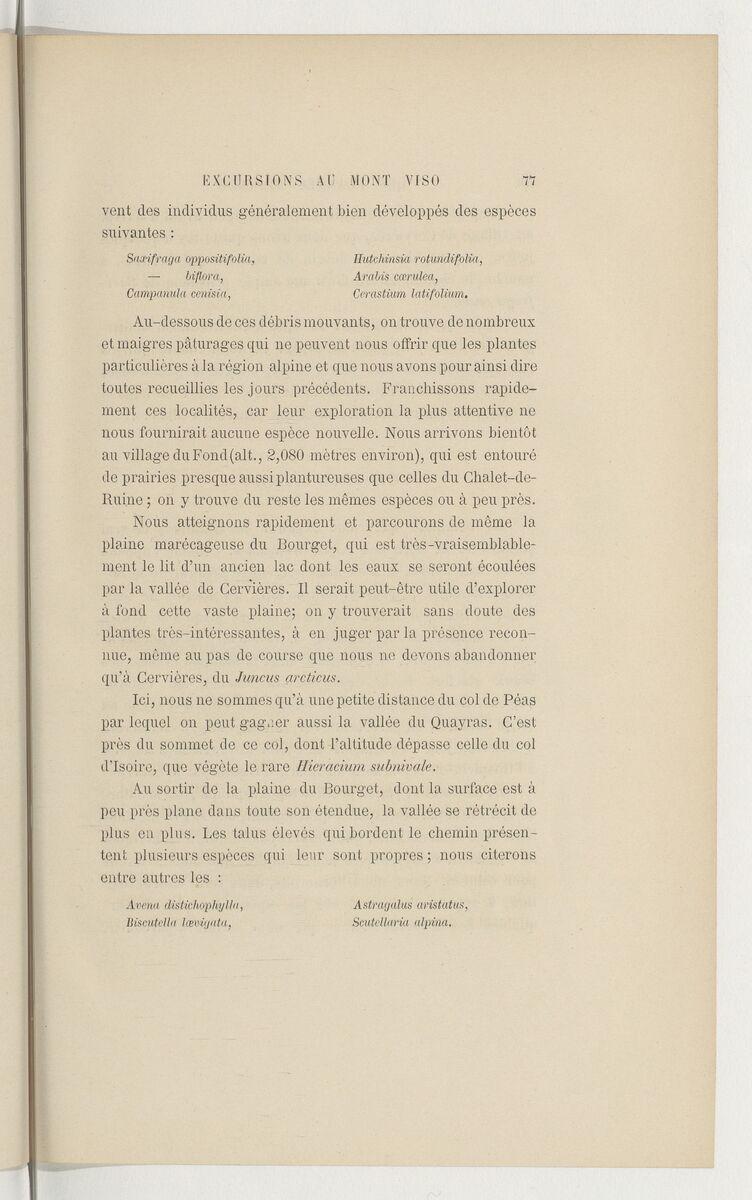 EXCURSIONS AU MONT VISO 77
vent des individus généralement bien développés des espèces
suivantes :
Saxifraga oppositifolia, Hutchinsia rotundifolia,
— biflora, Arabis cœrulea,
Campanula cenisia, Cerastium latifolium.
Au-dessous de ces débris mouvants, on trouve de nombreux
et maigres pâturages qui ne peuvent nous offrir que les plantes
particulières à la région alpine et que nous avons pour ainsi dire
toutes recueillies les jours précédents. Franchissons rapide-
ment ces localités, car leur exploration la plus attentive ne
nous fournirait aucune espèce nouvelle. Nous arrivons bientôt
au village du Fond (alt., 2,080 mètres environ), qui est entouré
de prairies presque aussi plantureuses que celles du Chalet-de-
Ruine ; on y trouve du reste les mêmes espèces ou à peu près.
Nous atteignons rapidement et parcourons de même la
plaine marécageuse du Bourget, qui est très-vraisemblable-
ment le lit d'un ancien lac dont les eaux se seront écoulées
par la vallée de Cervières. Il serait peut-être utile d'explorer
à fond cette vaste plaine; on y trouverait sans doute des
plantes très-intéressantes, à en juger par la présence recon-
nue, même au pas de course que nous ne devons abandonner
qu'à Cervières, du Juncus arcticus.
Ici, nous ne sommes qu'à une petite distance du col de Péas
par lequel on peut gagner aussi la vallée du Quayras. C'est
près du sommet de ce col, dont l'altitude dépasse celle du col
d'Isoire, que végète le rare Hieracium subnivale.
Au sortir de la plaine du Bourget, dont la surface est à
peu près plane dans toute son étendue, la vallée se rétrécit de
plus en plus. Les talus élevés qui bordent le chemin présen-
tent plusieurs espèces qui leur sont propres ; nous citerons
entre autres les :
Avena distichophylla, Astragalus aristatus,
Biscutella lævigata, Scutellaria alpina.